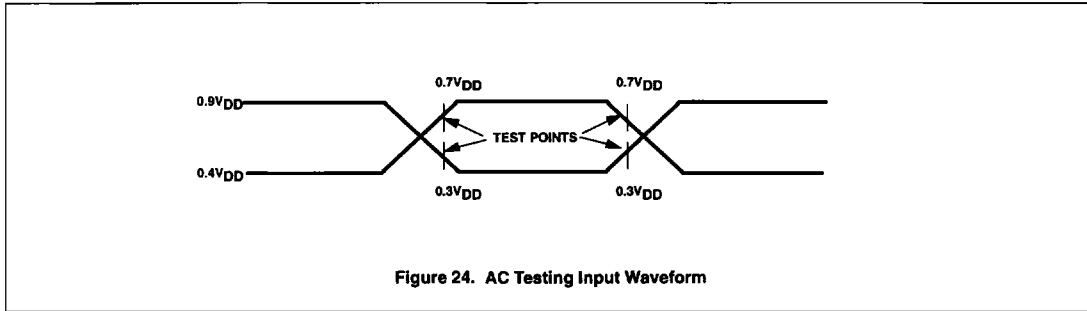 0.7VDD 0.7VDD
0.9VDD
TEST POINTS
0.4VDD
0.3VDD 0.3VDD
Figure 24. AC Testing Input Waveform